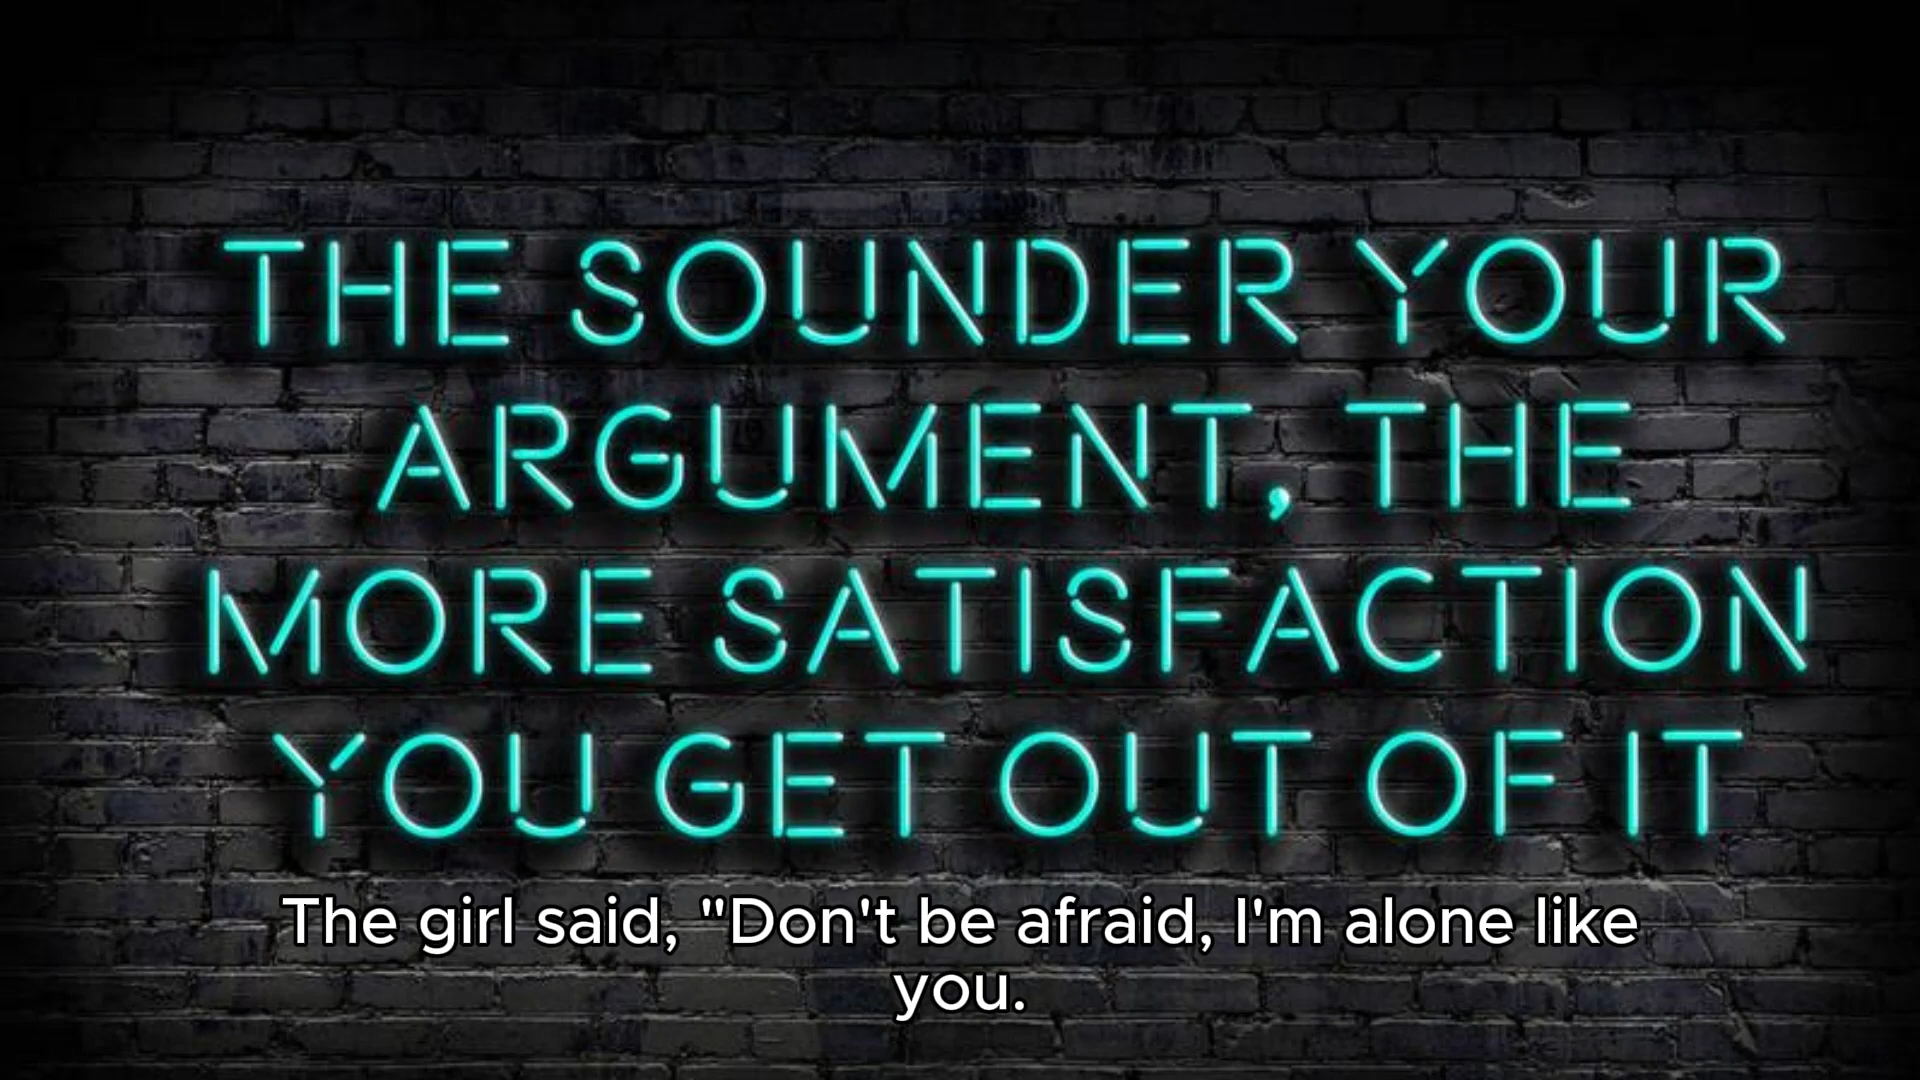 THE SOUNDER YOUR
ARGUMENT, THE
MORE SATISFACTION
YOU GET OUT OF IT
The girl said, "Don't be afraid, I'm alone like
you.